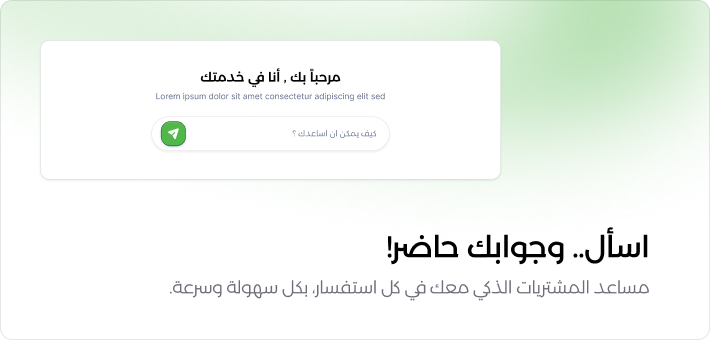 مرحباً بك , أنا في خدمتك
Lorem ipsum dolor sit amet consectetur adipiscing elit sed
كيف يمكن ان اساعدك ؟
اسأل.. وجوابك حاضر!
مساعد المشتريات الذكي معك في كل استفسار، بكل سهولة وسرعة.